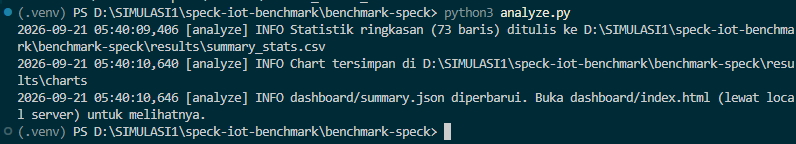 (.venv) PS D:\SIMULASI1\speck-iot-benchmark\benchmark-speck> python3 analyze.py
2026-09-21 05:40:09,406 [analyze] INFO Statistik ringkasan (73 baris) ditulis ke D:\SIMULASI1\speck-iot-benchma
rk\benchmark-speck\results\summary_stats.csv
2026-09-21 05:40:10,640 [analyze] INFO Chart tersimpan di D:\SIMULASI1\speck-iot-benchmark\benchmark-speck\resu
lts\charts
2026-09-21 05:40:10,646 [analyze] INFO dashboard/summary.json diperbarui. Buka dashboard/index.html (lewat loca
l server) untuk melihatnya.
(.venv) PS D:\SIMULASI1\speck-iot-benchmark\benchmark-speck>